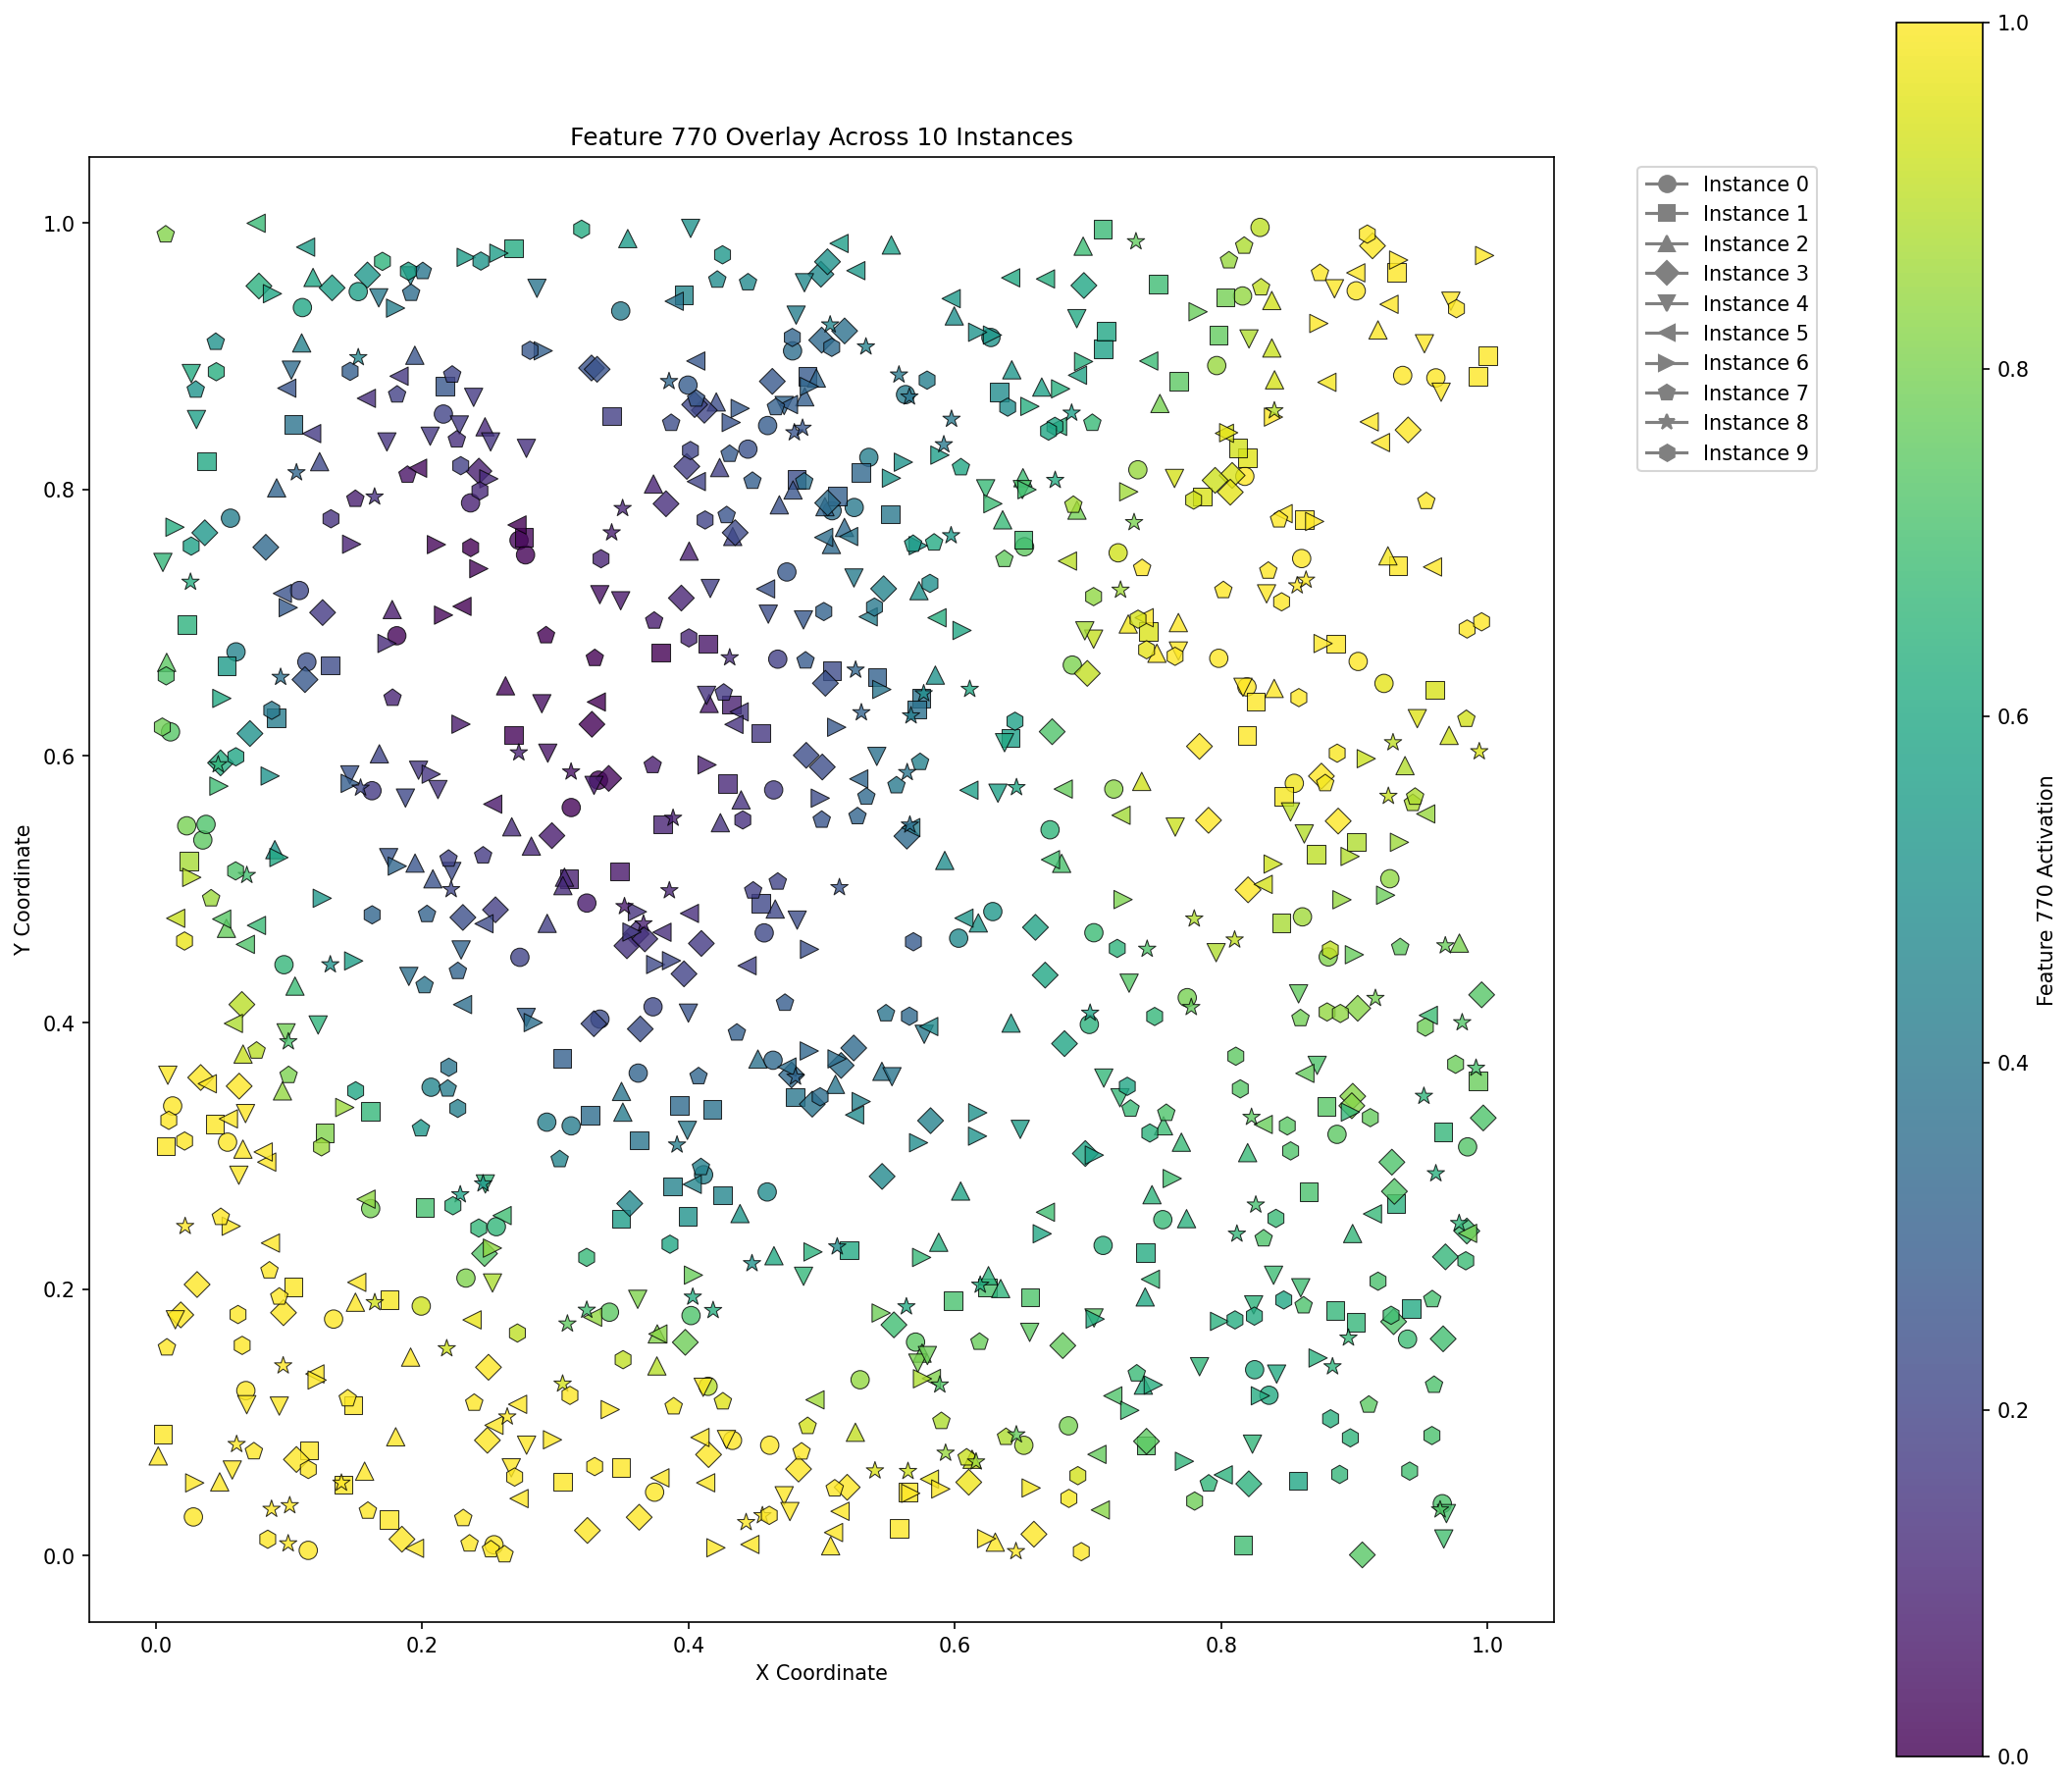 Feature 770 Overlay Across 10 Instances
1.0
0.8
0.6
0.4
0.2
0.0
Y Coordinate
0.0
0.2
0.4
0.6
0.8
1.0
X Coordinate
Instance 0
Instance 1
Instance 2
Instance 3
Instance 4
Instance 5
Instance 6
Instance 7
Instance 8
Instance 9
1.0
0.8
0.6
0.4
0.2
0.0
Feature 770 Activation